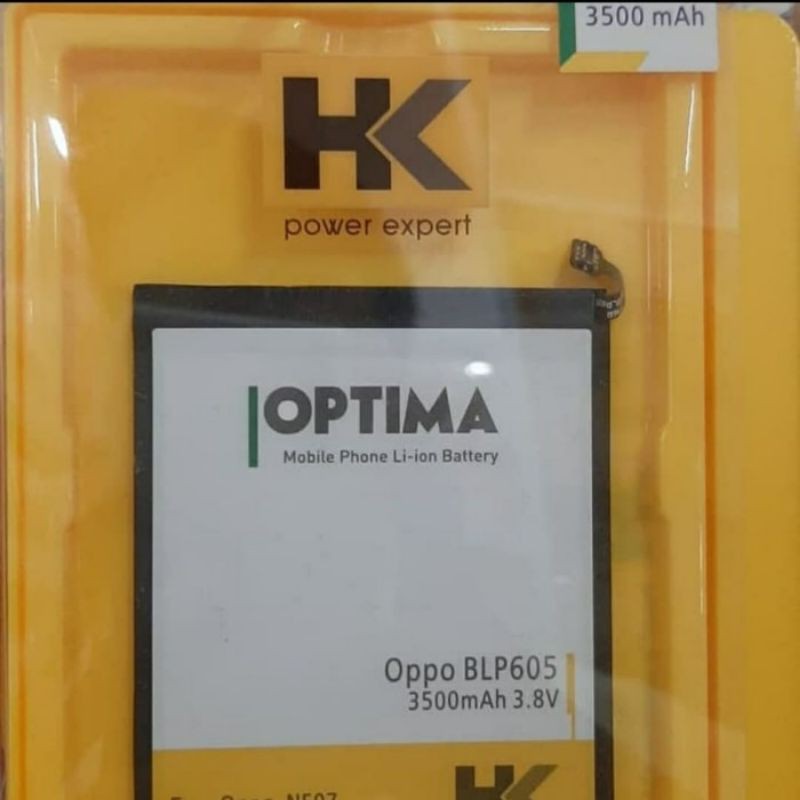 3500 mAh
HK
power expert
OPTIMA
Mobile Phone Li-ion Battery
Oppo BLP605
3500mAh 3.8V
HK